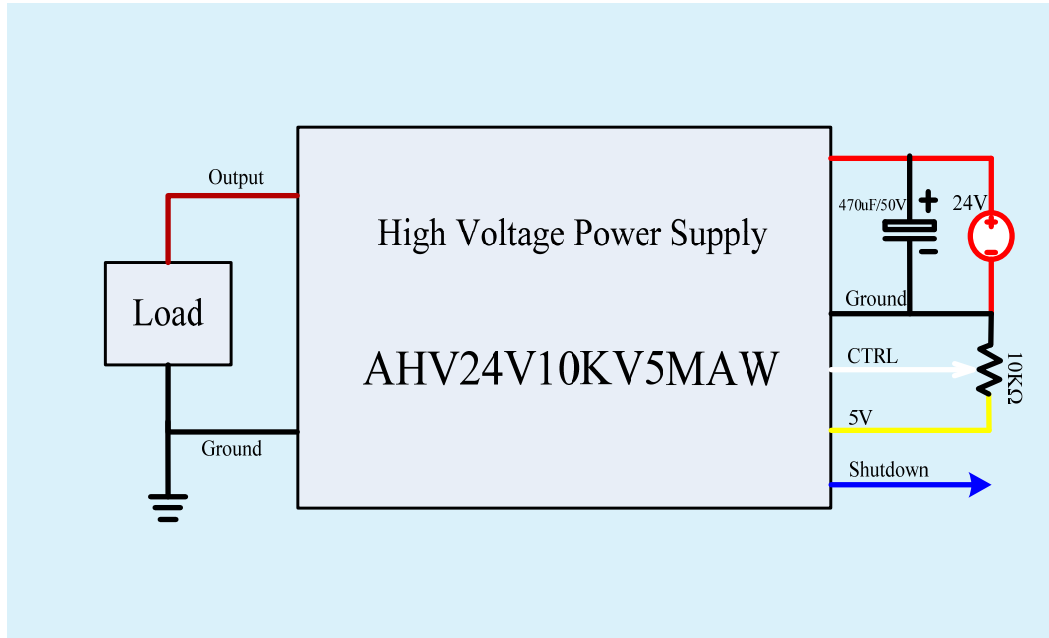 Output
High Voltage Power Supply
AHV24V10KV5MAW
Load
Ground
470uF/50V
+
24V
+
−
−
Ground
CTRL
10KΩ
5V
Shutdown